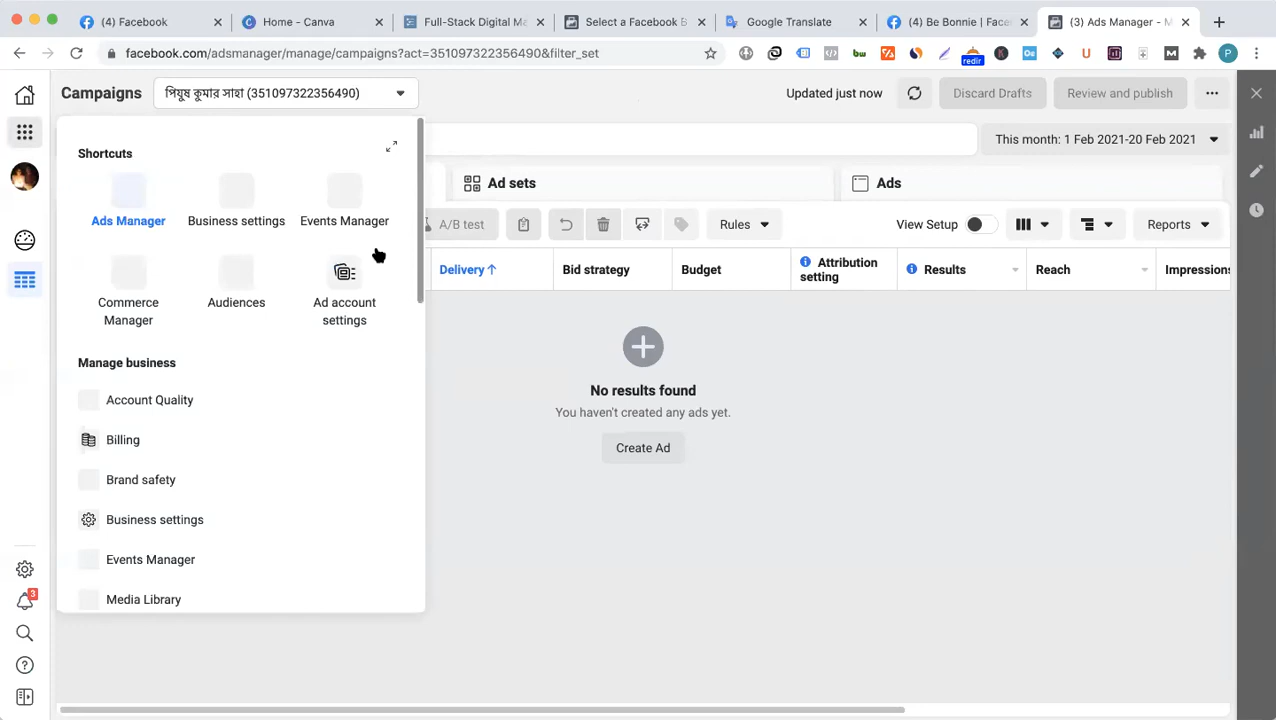 (4) Facebook
Home - Canva
Full-Stack Digital Ma
Select a Facebook B
Google Translate
(4) Be Bonnie | Face
(3) Ads Manager - M
facebook.com/adsmanager/manage/campaigns?act=351097322356490&filter_set
redir
P
Campaigns
পিযুষ কুমার সাহা (351097322356490)
Updated just now
Discard Drafts
Review and publish
This month: 1 Feb 2021-20 Feb 2021
Shortcuts
Ads Manager
Business settings
Events Manager
Commerce Manager
Audiences
Ad account settings
Manage business
Account Quality
Billing
Brand safety
Business settings
Events Manager
Media Library
Ad sets
Ads
A/B test
Rules
View Setup
Reports
Delivery ↑
Bid strategy
Budget
Attribution setting
Results
Reach
Impressions
No results found
You haven't created any ads yet.
Create Ad
3